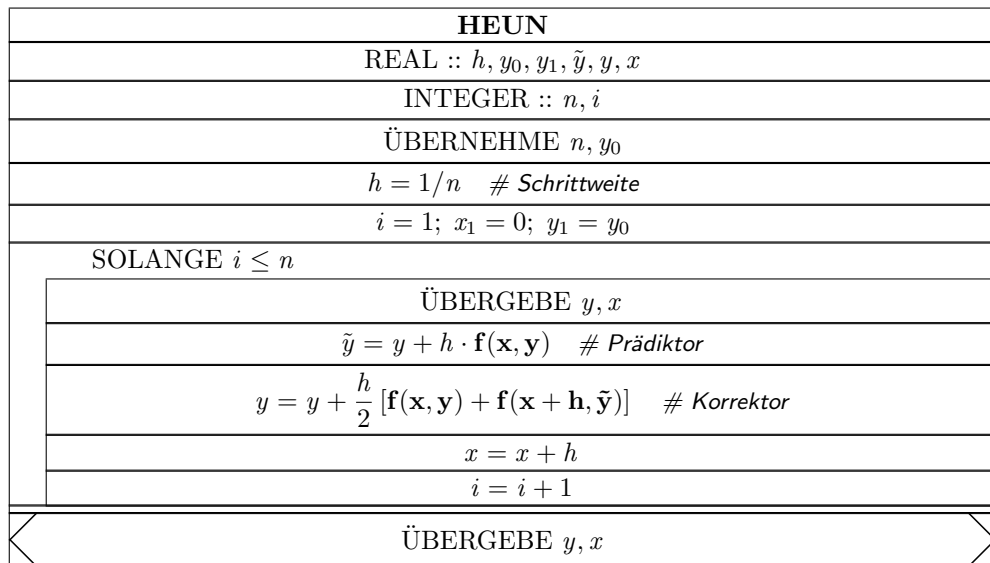 HEUN
REAL :: h, y₀, y₁, ỹ, y, x
INTEGER :: n, i
ÜBERNEHME n, y₀
h = 1/n # Schrittweite
i = 1; x₁ = 0; y₁ = y₀
SOLANGE i ≤ n
ÜBERGEBE y, x
ỹ = y + h · f(x, y) # Prädiktor
y = y + h/2 [f(x, y) + f(x + h, ỹ)] # Korrektor
x = x + h
i = i + 1
ÜBERGEBE y, x